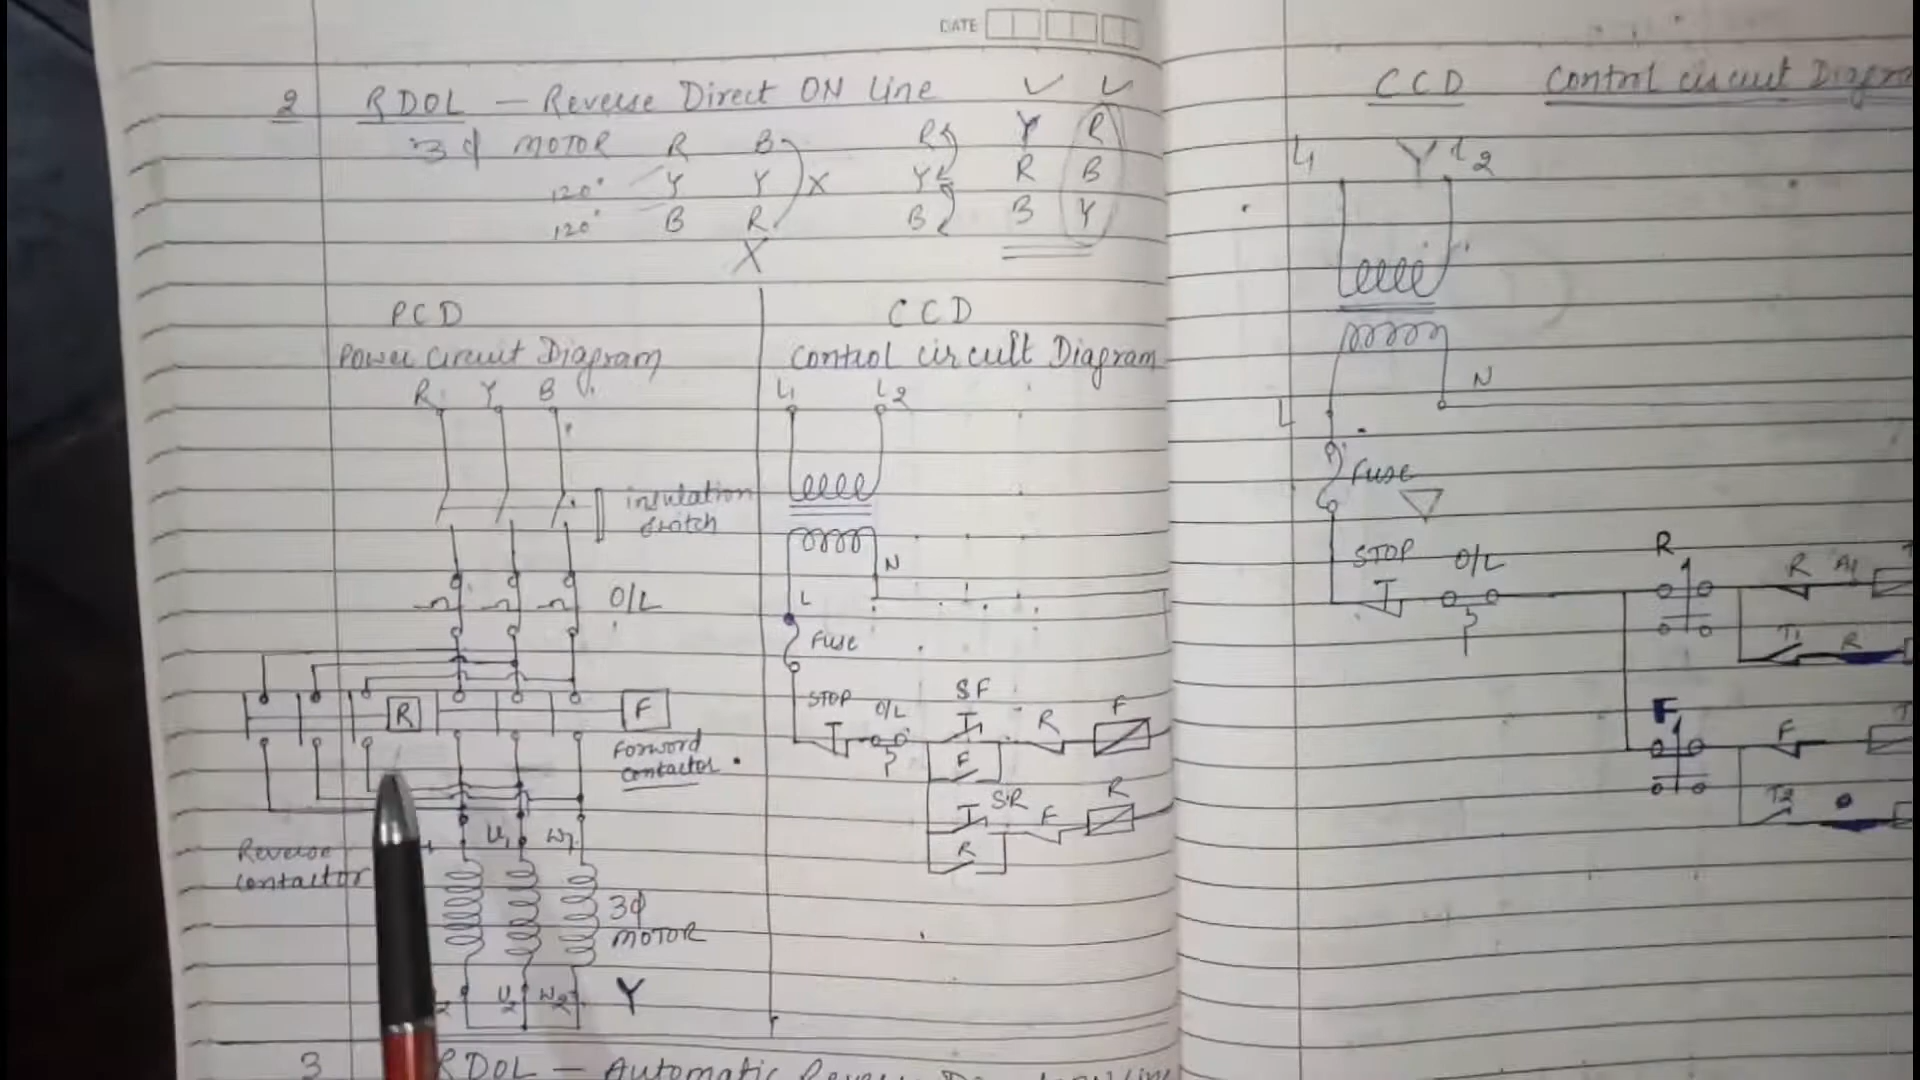 DATE
2 RDOL — Reverse Direct ON Line
3ϕ MOTOR R B R Y R
120° Y Y X Y R B
120° B R B B Y
X
PCD
Power circuit Diagram
R Y B
insulation
switch
O/L
R F
Forword
contactor
Reverse
contactor
U1 W1
3ϕ
MOTOR
2 U2 W2 Y
CCD
Control circuit Diagram
L1 L2
N
L
Fuse
STOP O/L SF R F
F
SR F R
R
3 RDOL — Automatic
CCD Control circuit Diagra
L1 Y L2
N
L
Fuse
STOP O/L R R A1 T
T1 R
F F T
T2